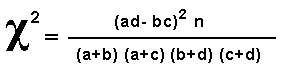 χ² = (ad- bc)² n
(a+b) (a+c) (b+d) (c+d)